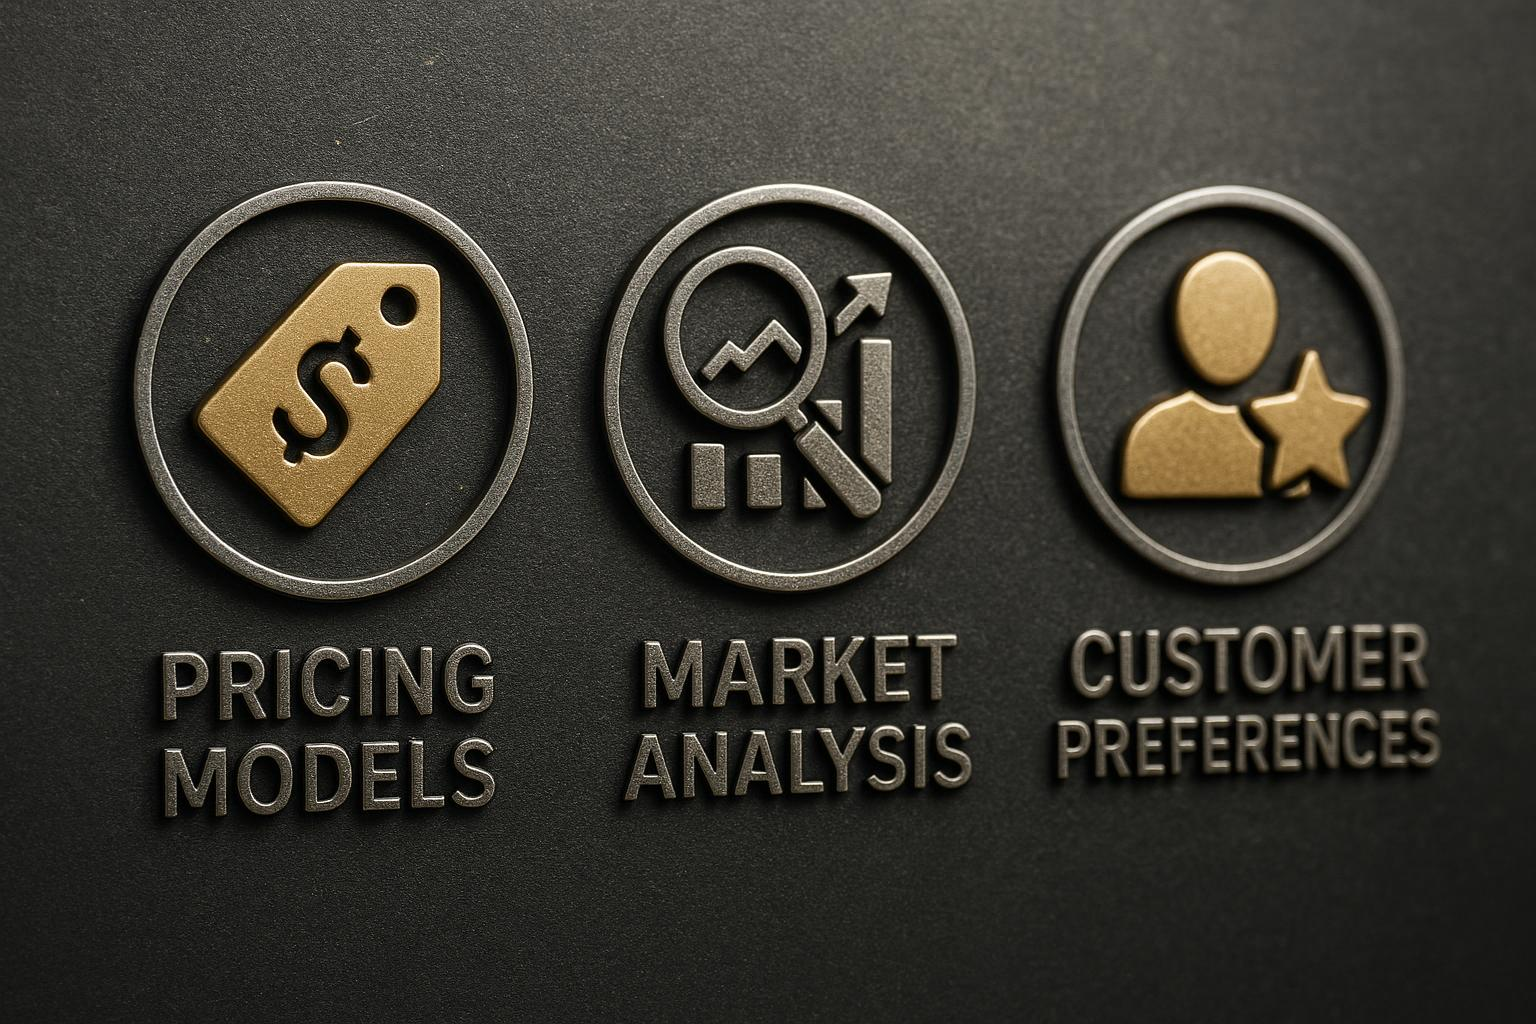 $
PRICING
MODELS
MARKET
ANALYSIS
CUSTOMER
PREFERENCES